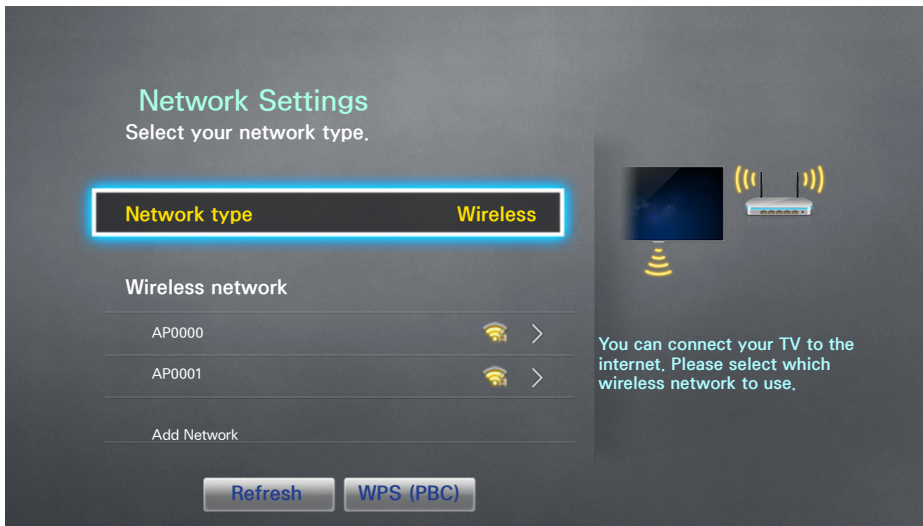 Network Settings
Select your network type.
Network type Wireless
Wireless network
AP0000
AP0001
Add Network
Refresh WPS (PBC)
You can connect your TV to the
internet. Please select which
wireless network to use.